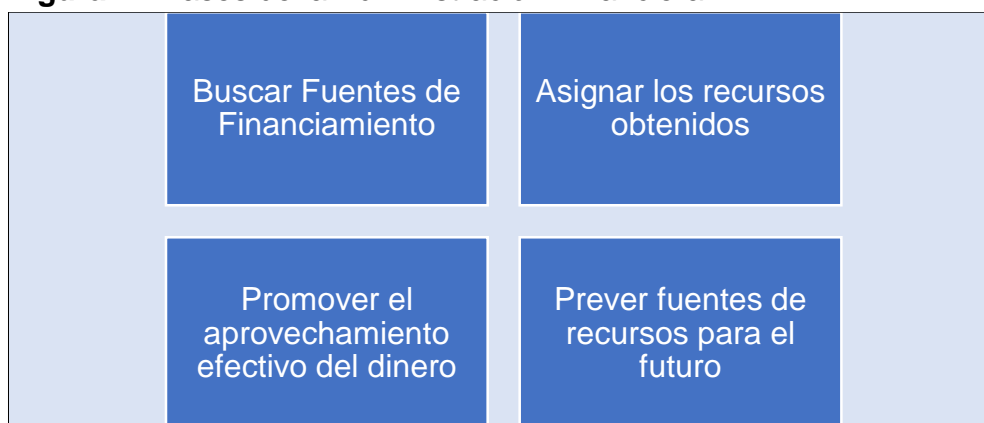 Buscar Fuentes de
Financiamiento
Asignar los recursos
obtenidos
Promover el
aprovechamiento
efectivo del dinero
Prever fuentes de
recursos para el
futuro